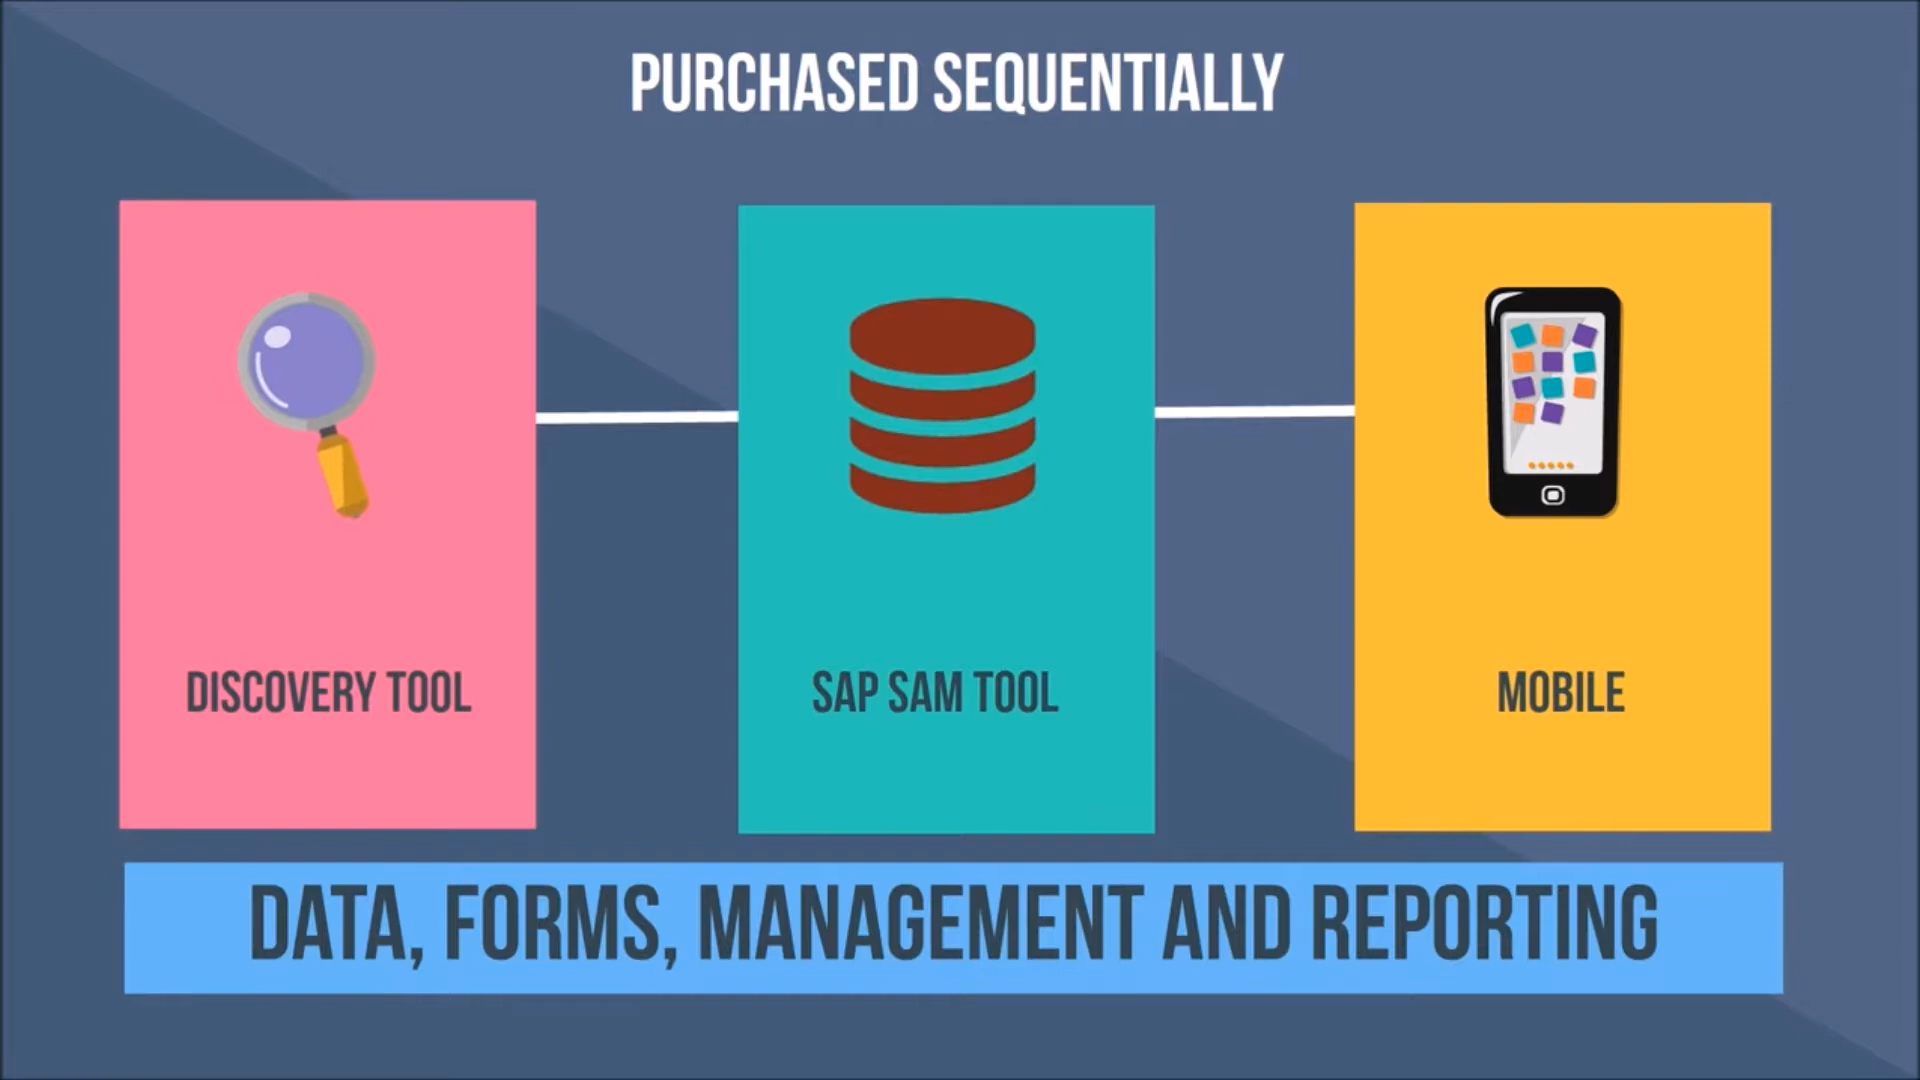 PURCHASED SEQUENTIALLY
DISCOVERY TOOL
SAP SAM TOOL
MOBILE
DATA, FORMS, MANAGEMENT AND REPORTING